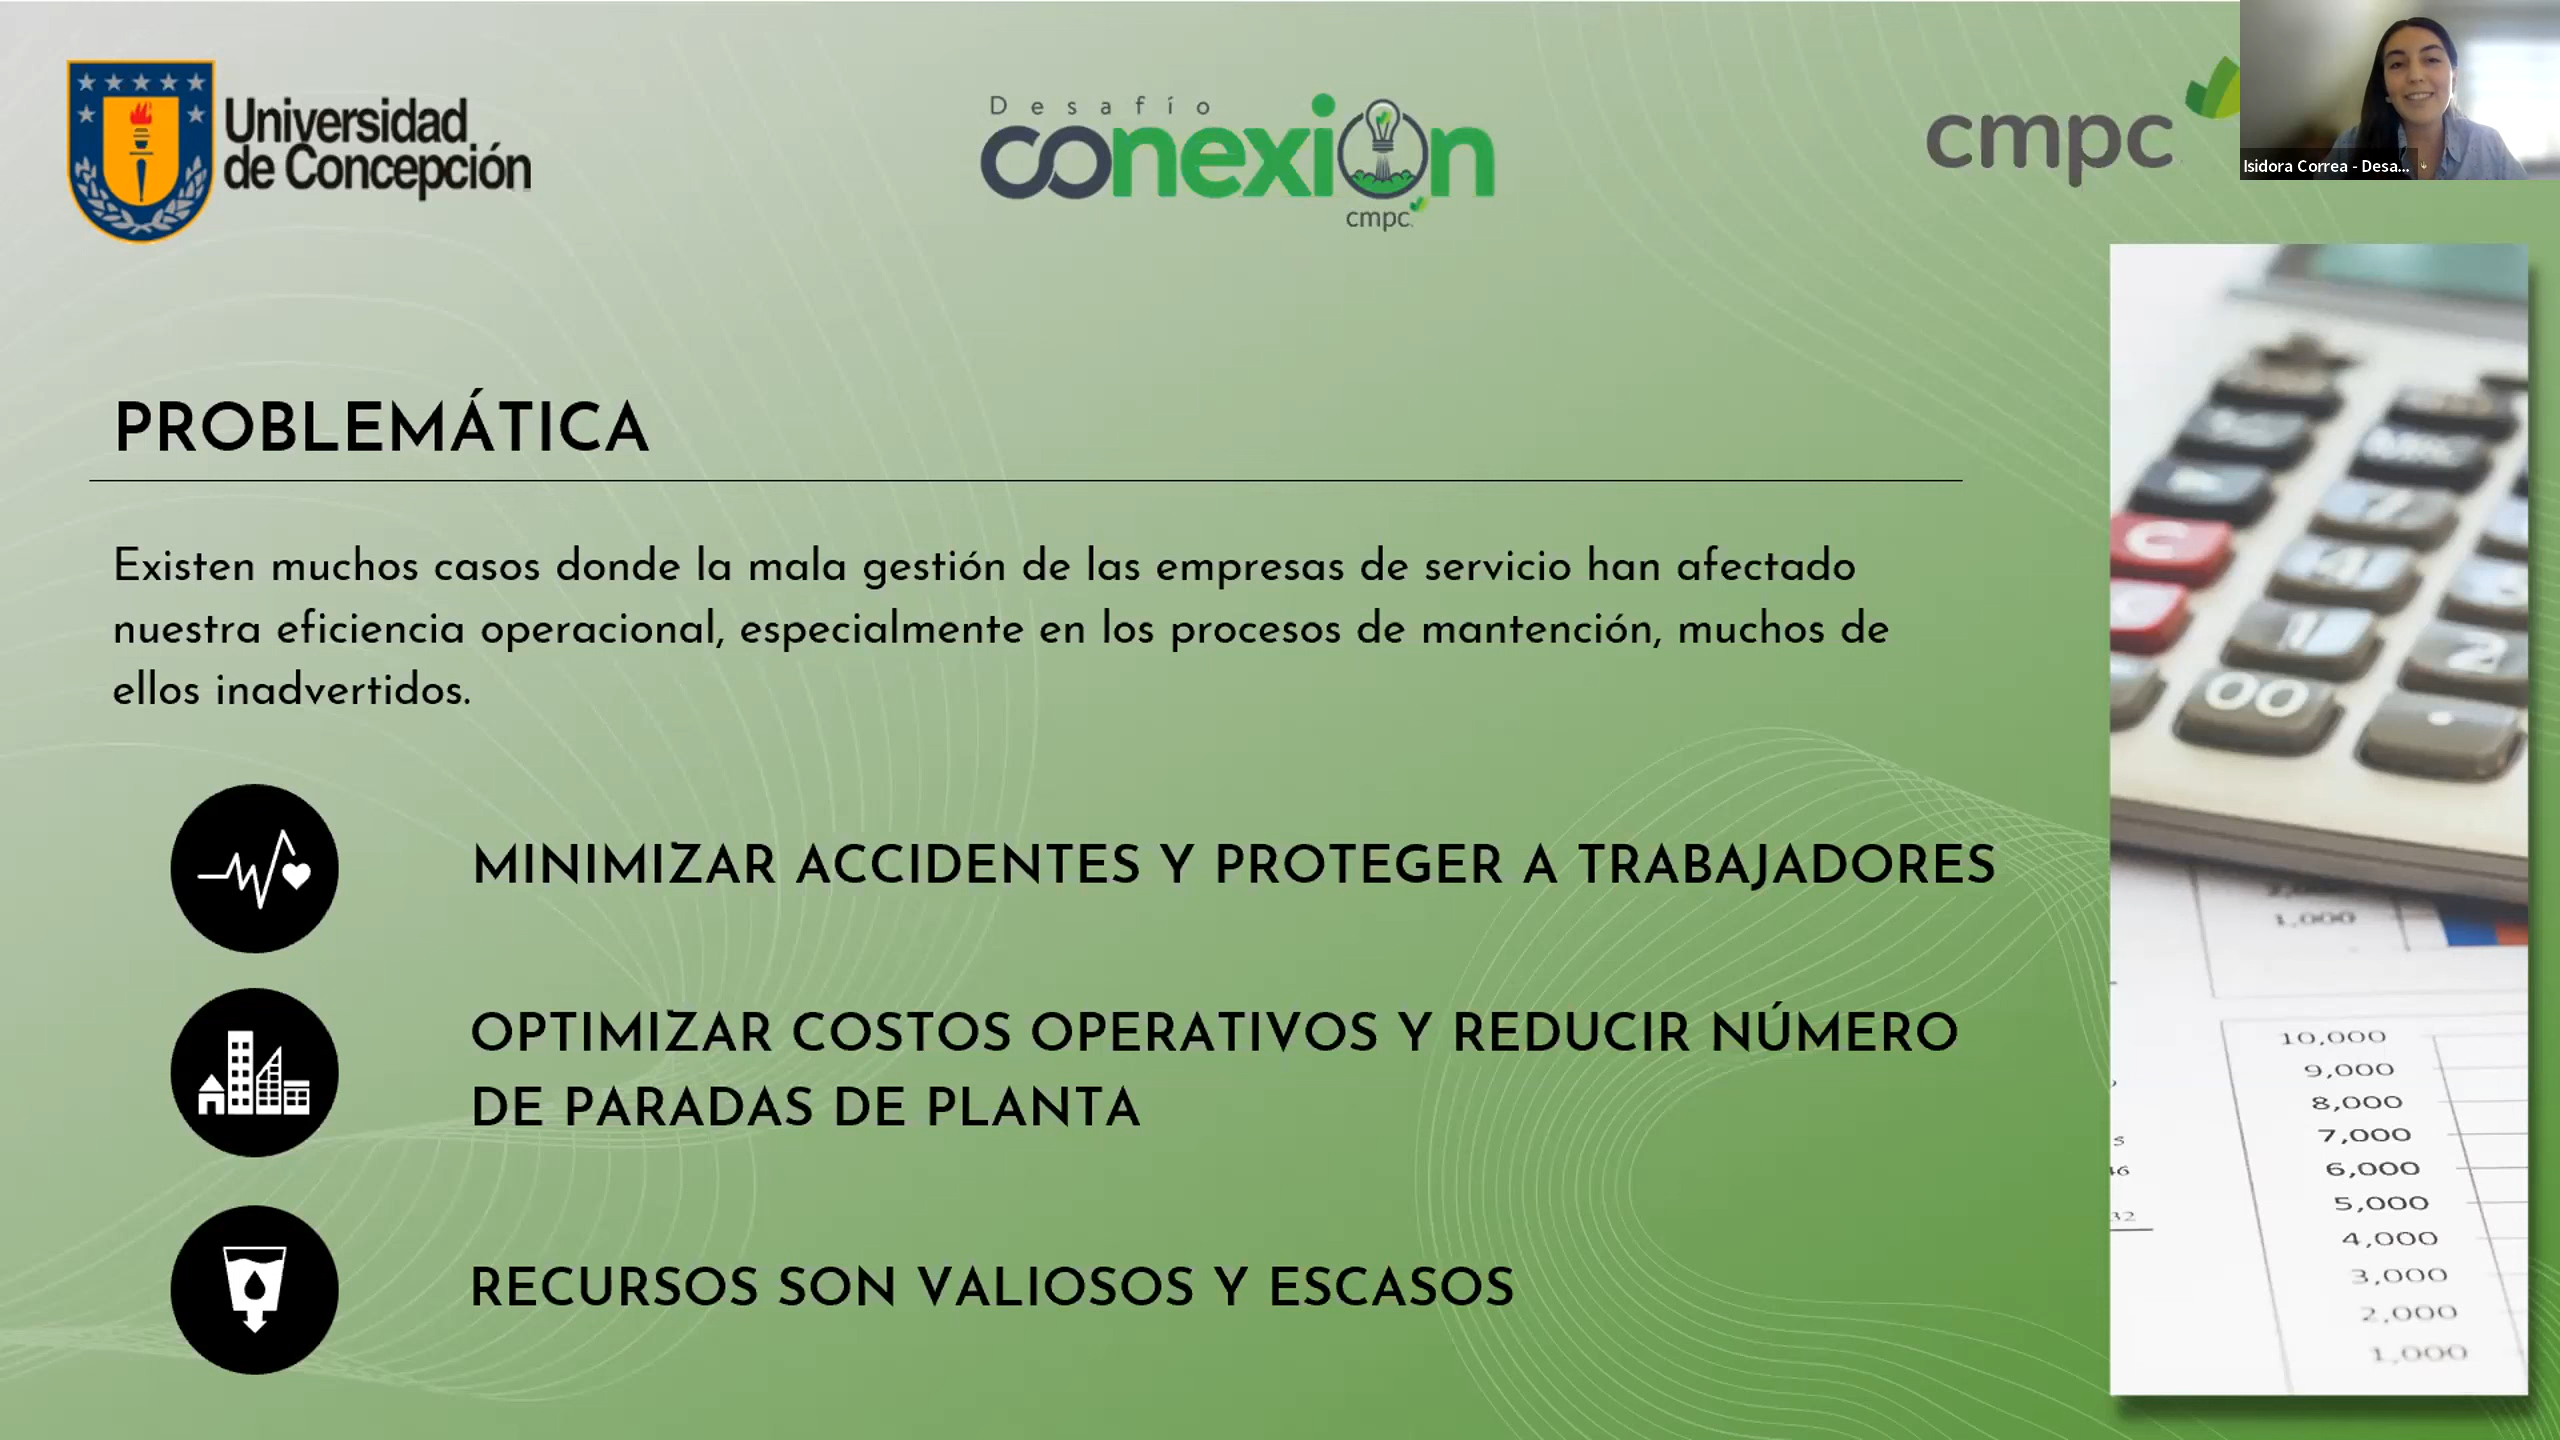 Universidad
de Concepción
Desafío
conexión
cmpc
cmpc
Isidora Correa - Desa...
PROBLEMÁTICA
Existen muchos casos donde la mala gestión de las empresas de servicio han afectado
nuestra eficiencia operacional, especialmente en los procesos de mantención, muchos de
ellos inadvertidos.
MINIMIZAR ACCIDENTES Y PROTEGER A TRABAJADORES
OPTIMIZAR COSTOS OPERATIVOS Y REDUCIR NÚMERO
DE PARADAS DE PLANTA
RECURSOS SON VALIOSOS Y ESCASOS
C
4
1
2
00
1,000
10,000
9,000
8,000
7,000
6,000
5,000
4,000
3,000
2,000
1,000